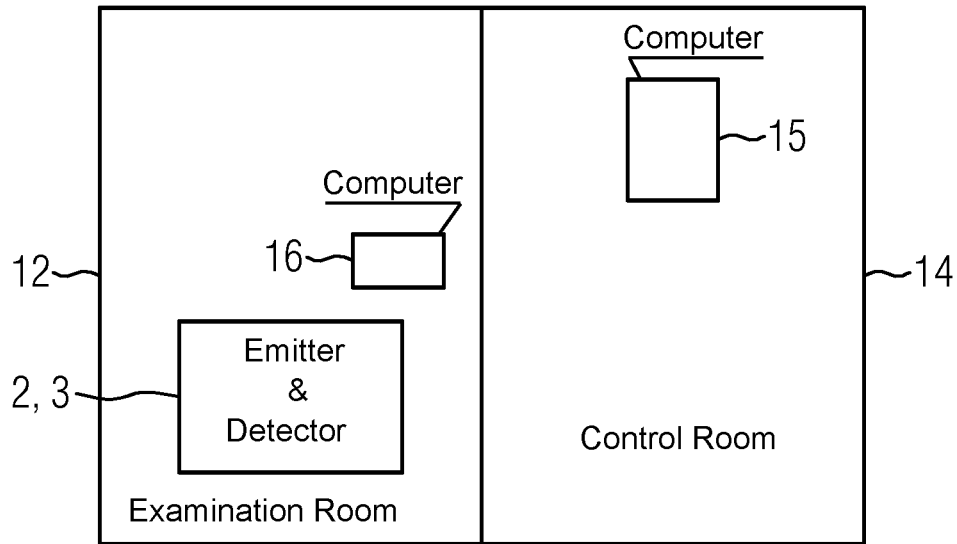 Computer
15
Computer
16
12
14
Emitter
&
Detector
2, 3
Control Room
Examination Room